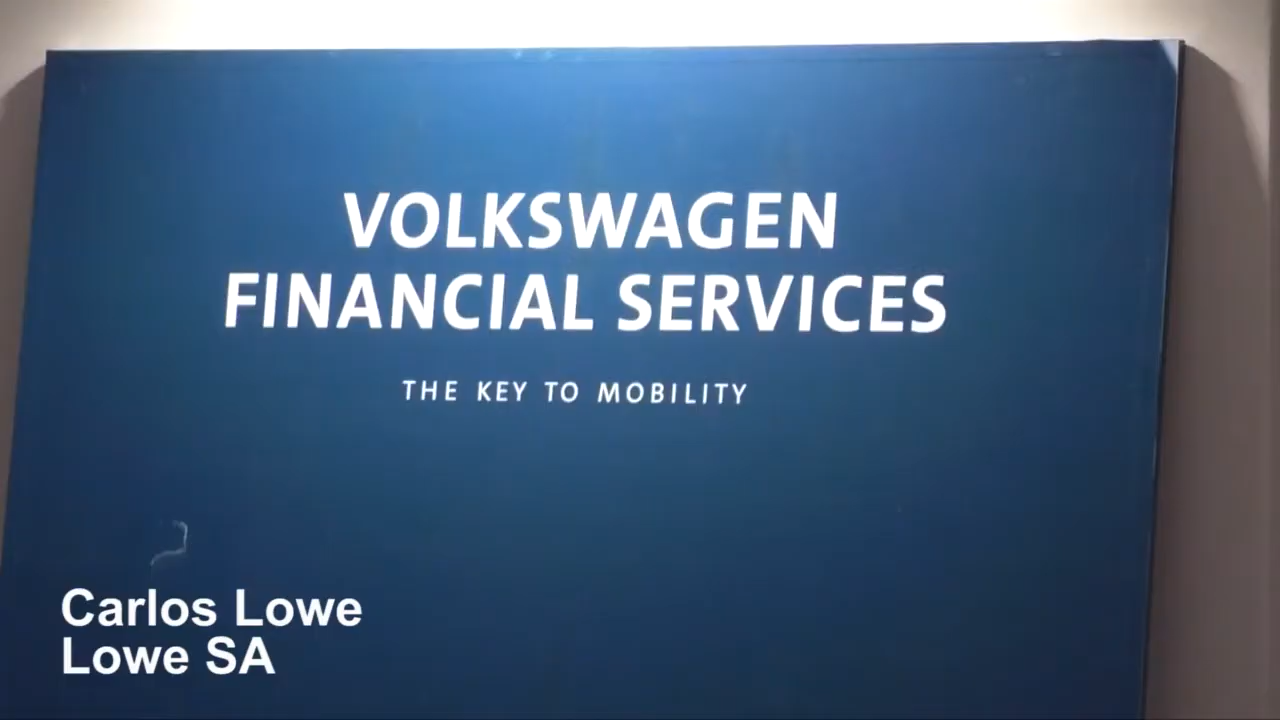 VOLKSWAGEN
FINANCIAL SERVICES
THE KEY TO MOBILITY
Carlos Lowe
Lowe SA